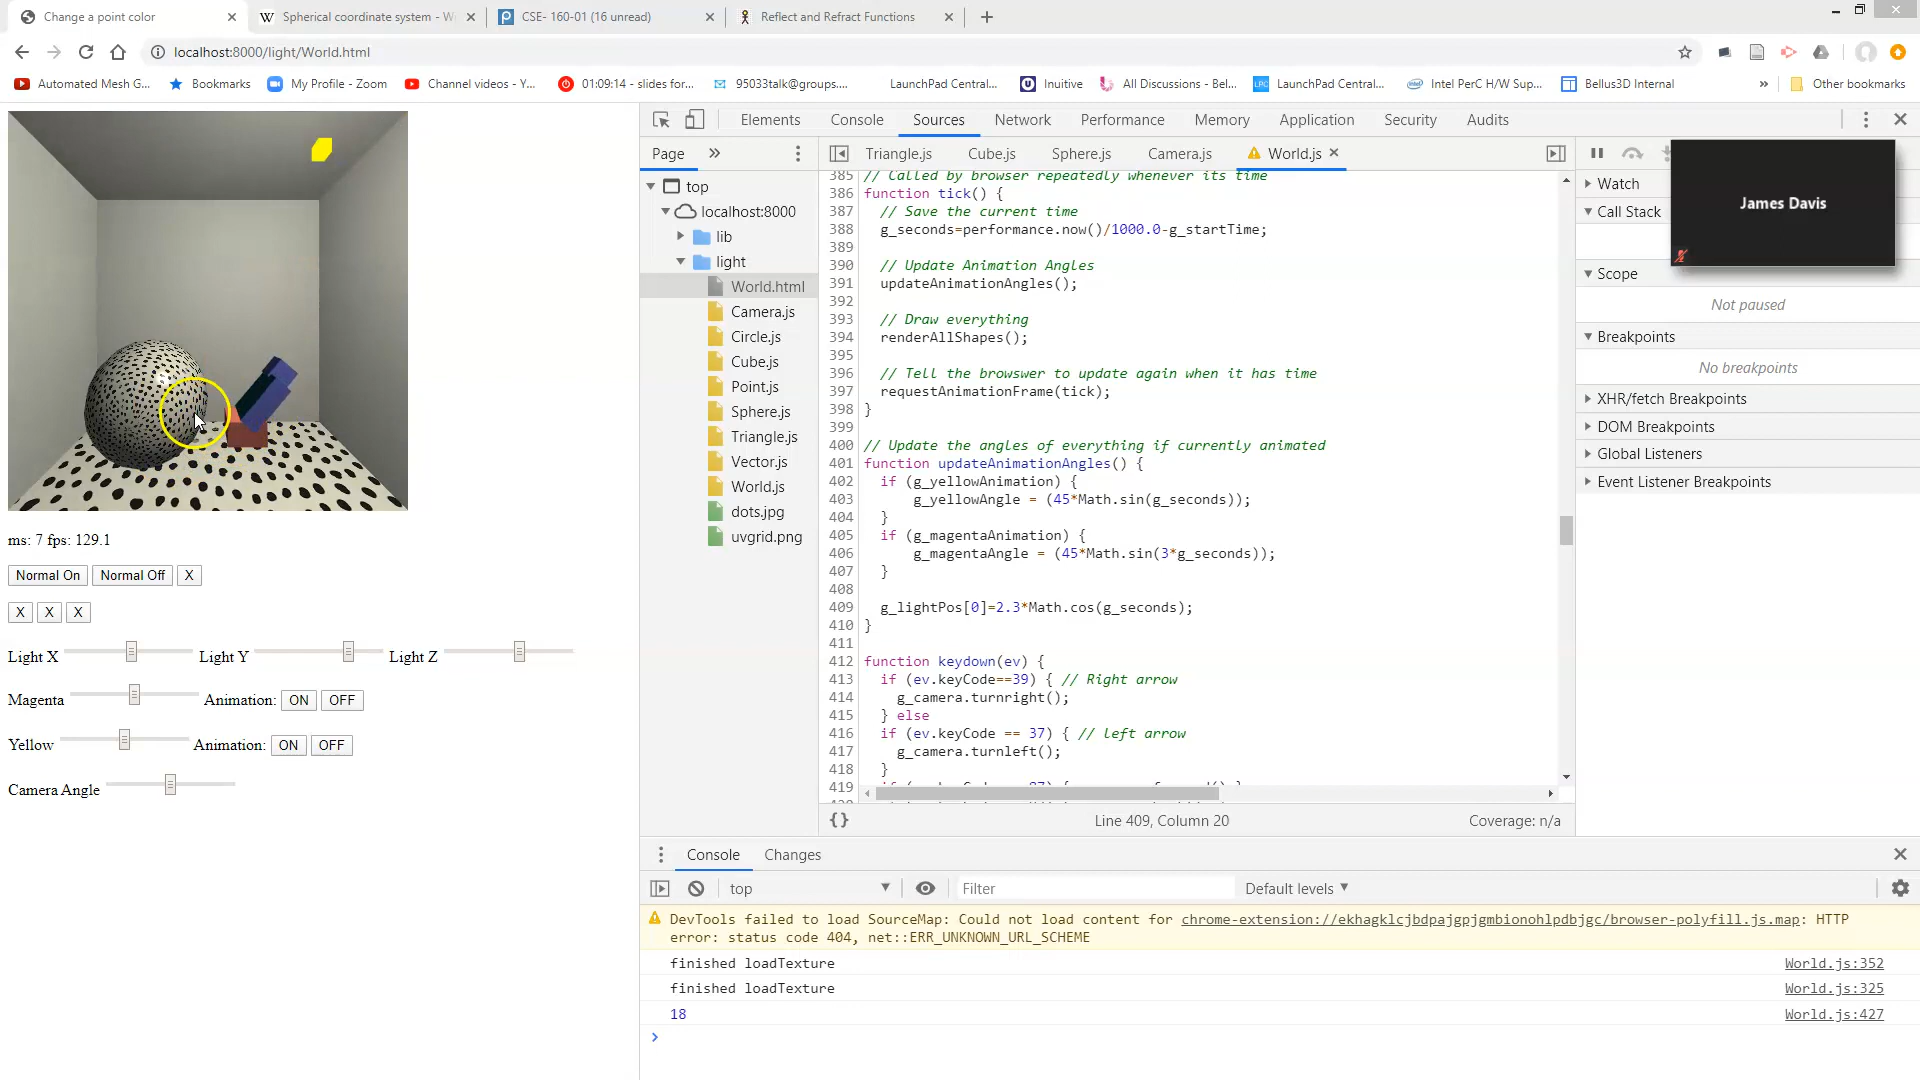 Change a point color
Spherical coordinate system - W
CSE- 160-01 (16 unread)
Reflect and Refract Functions
localhost:8000/light/World.html
Automated Mesh G...
Bookmarks
My Profile - Zoom
Channel videos - Y...
01:09:14 - slides for...
95033talk@groups....
LaunchPad Central...
Inuitive
All Discussions - Bel...
LaunchPad Central...
Intel PerC H/W Sup...
Bellus3D Internal
»
Other bookmarks
Elements Console Sources Network Performance Memory Application Security Audits
Page »
Triangle.js Cube.js Sphere.js Camera.js World.js
top
localhost:8000
lib
light
World.html
Camera.js
Circle.js
Cube.js
Point.js
Sphere.js
Triangle.js
Vector.js
World.js
dots.jpg
uvgrid.png
385 // Called by browser repeatedly whenever its time
386 function tick() {
387 // Save the current time
388 g_seconds=performance.now()/1000.0-g_startTime;
389
390 // Update Animation Angles
391 updateAnimationAngles();
392
393 // Draw everything
394 renderAllShapes();
395
396 // Tell the browswer to update again when it has time
397 requestAnimationFrame(tick);
398 }
399
400 // Update the angles of everything if currently animated
401 function updateAnimationAngles() {
402 if (g_yellowAnimation) {
403 g_yellowAngle = (45*Math.sin(g_seconds));
404 }
405 if (g_magentaAnimation) {
406 g_magentaAngle = (45*Math.sin(3*g_seconds));
407 }
408
409 g_lightPos[0]=2.3*Math.cos(g_seconds);
410 }
411
412 function keydown(ev) {
413 if (ev.keyCode==39) { // Right arrow
414 g_camera.turnright();
415 } else
416 if (ev.keyCode == 37) { // left arrow
417 g_camera.turnleft();
418 }
419
{} Line 409, Column 20 Coverage: n/a
Watch
Call Stack
Scope
Not paused
Breakpoints
No breakpoints
XHR/fetch Breakpoints
DOM Breakpoints
Global Listeners
Event Listener Breakpoints
James Davis
ms: 7 fps: 129.1
Normal On Normal Off X
X X X
Light X Light Y Light Z
Magenta Animation: ON OFF
Yellow Animation: ON OFF
Camera Angle
Console Changes
top Filter Default levels
DevTools failed to load SourceMap: Could not load content for chrome-extension://ekhagklcjbdpajgpjgmbionohlpdbjgc/browser-polyfill.js.map: HTTP
error: status code 404, net::ERR_UNKNOWN_URL_SCHEME
finished loadTexture World.js:352
finished loadTexture World.js:325
18 World.js:427